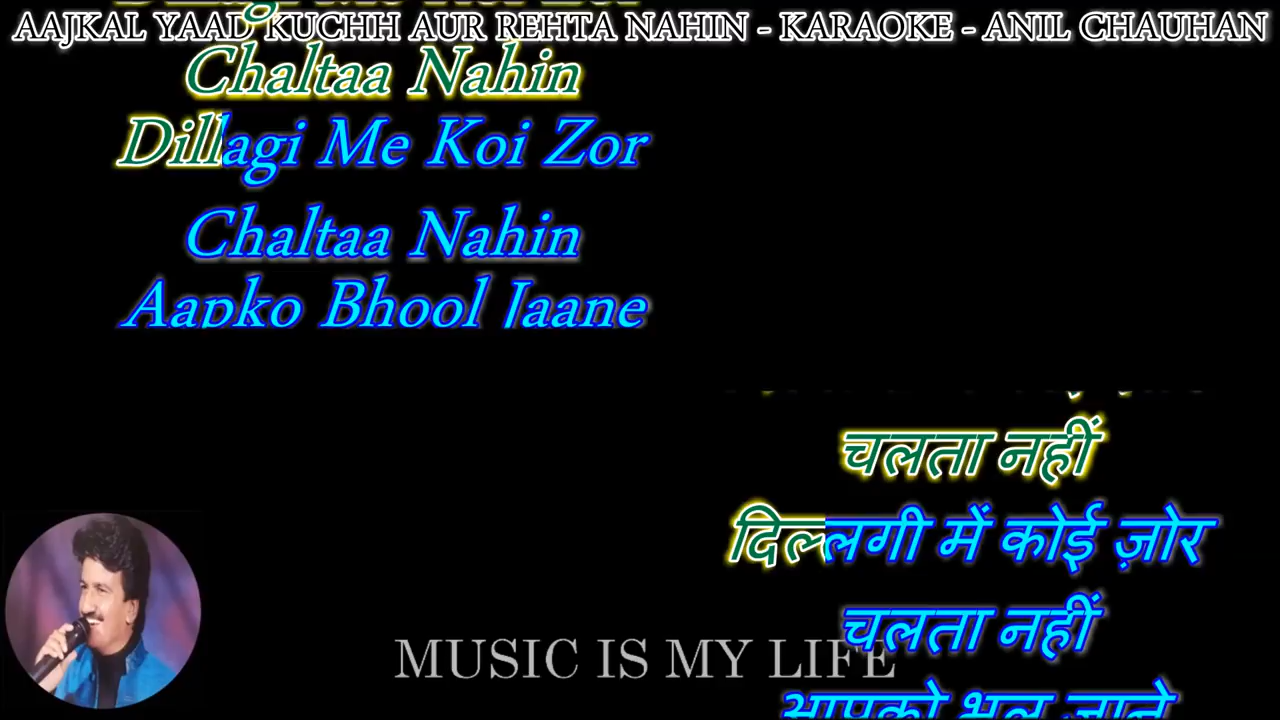 AAJKAL YAAD KUCHH AUR REHTA NAHIN - KARAOKE - ANIL CHAUHAN
Chaltaa Nahin
Dillagi Me Koi Zor
Chaltaa Nahin
Aapko Bhool Jaane
चलता नहीं
दिल्लगी में कोई ज़ोर
चलता नहीं
MUSIC IS MY LIFE
आपको भूल जाने